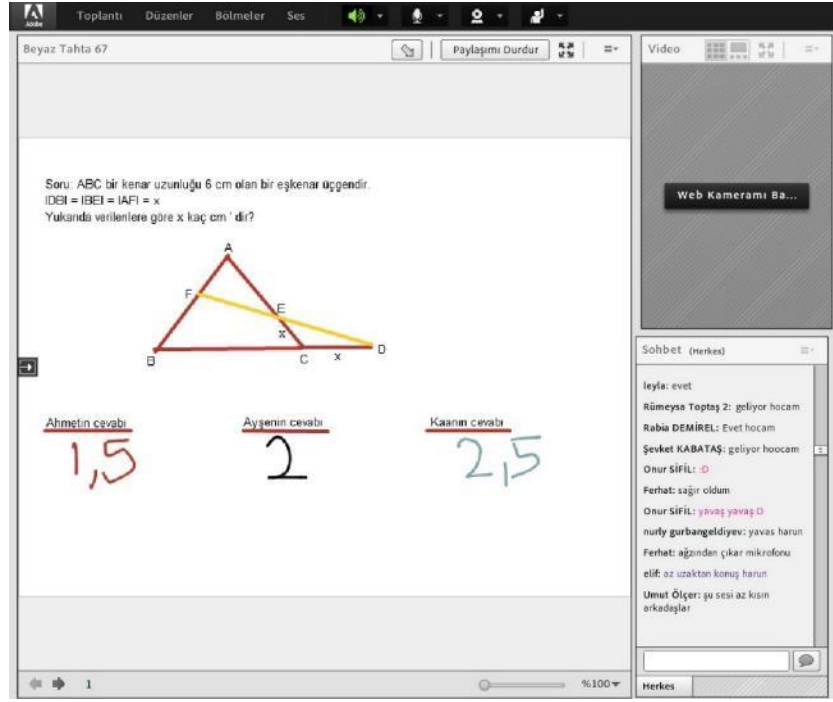 Adobe
Toplantı Düzenler Bölmeler Ses
Beyaz Tahta 67
Paylaşımı Durdur
Video
Web Kameramı Ba...
Soru: ABC bir kenar uzunluğu 6 cm olan bir eşkenar üçgendir.
IDBI = IBEI = IAFI = x
Yukarıda verilenlere göre x kaç cm ' dir?
A
F
E
x
B
C
x
D
Ahmetin cevabı
Ayşenin cevabı
Kaanın cevabı
1,5
2
2,5
Sohbet (Herkes)
leyla: evet
Rümeysa Toptaş 2: geliyor hocam
Rabia DEMİREL: Evet hocam
Şevket KABATAŞ: geliyor hoocam
Onur SİFİL: :D
Ferhat: sağır oldum
Onur SİFİL: yavaş yavaş:D
nurly gurbangeldiyev: yavas harun
Ferhat: ağzından çıkar mikrofonu
elif: az uzaktan konuş harun
Umut Ölçer: şu sesi az kısın
arkadaşlar
Herkes
1
%100